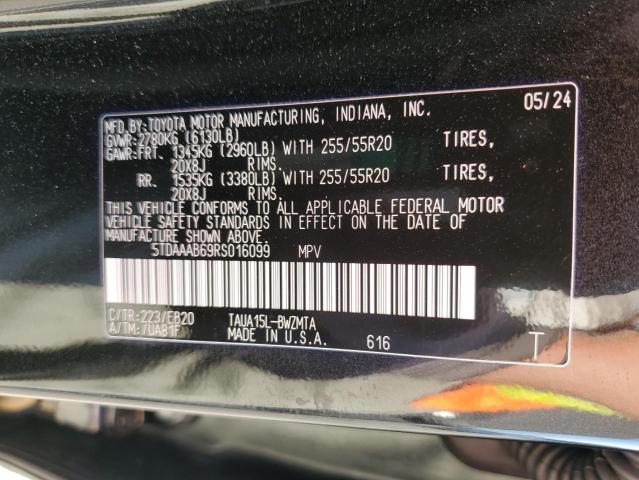 MFD.BY:TOYOTA MOTOR MANUFACTURING, INDIANA, INC. 05/24
GVWR:2780KG (6130LB)
GAWR:FRT. 1345KG (2960LB) WITH 255/55R20 TIRES,
20X8J RIMS.
RR. 1535KG (3380LB) WITH 255/55R20 TIRES,
20X8J RIMS.
THIS VEHICLE CONFORMS TO ALL APPLICABLE FEDERAL MOTOR
VEHICLE SAFETY STANDARDS IN EFFECT ON THE DATE OF
MANUFACTURE SHOWN ABOVE.
5TDAAAB69RS016099 MPV
C/TR:223/EB20 TAUA15L-BWZMTA
A/TM:/UAB1F MADE IN U.S.A. 616 T